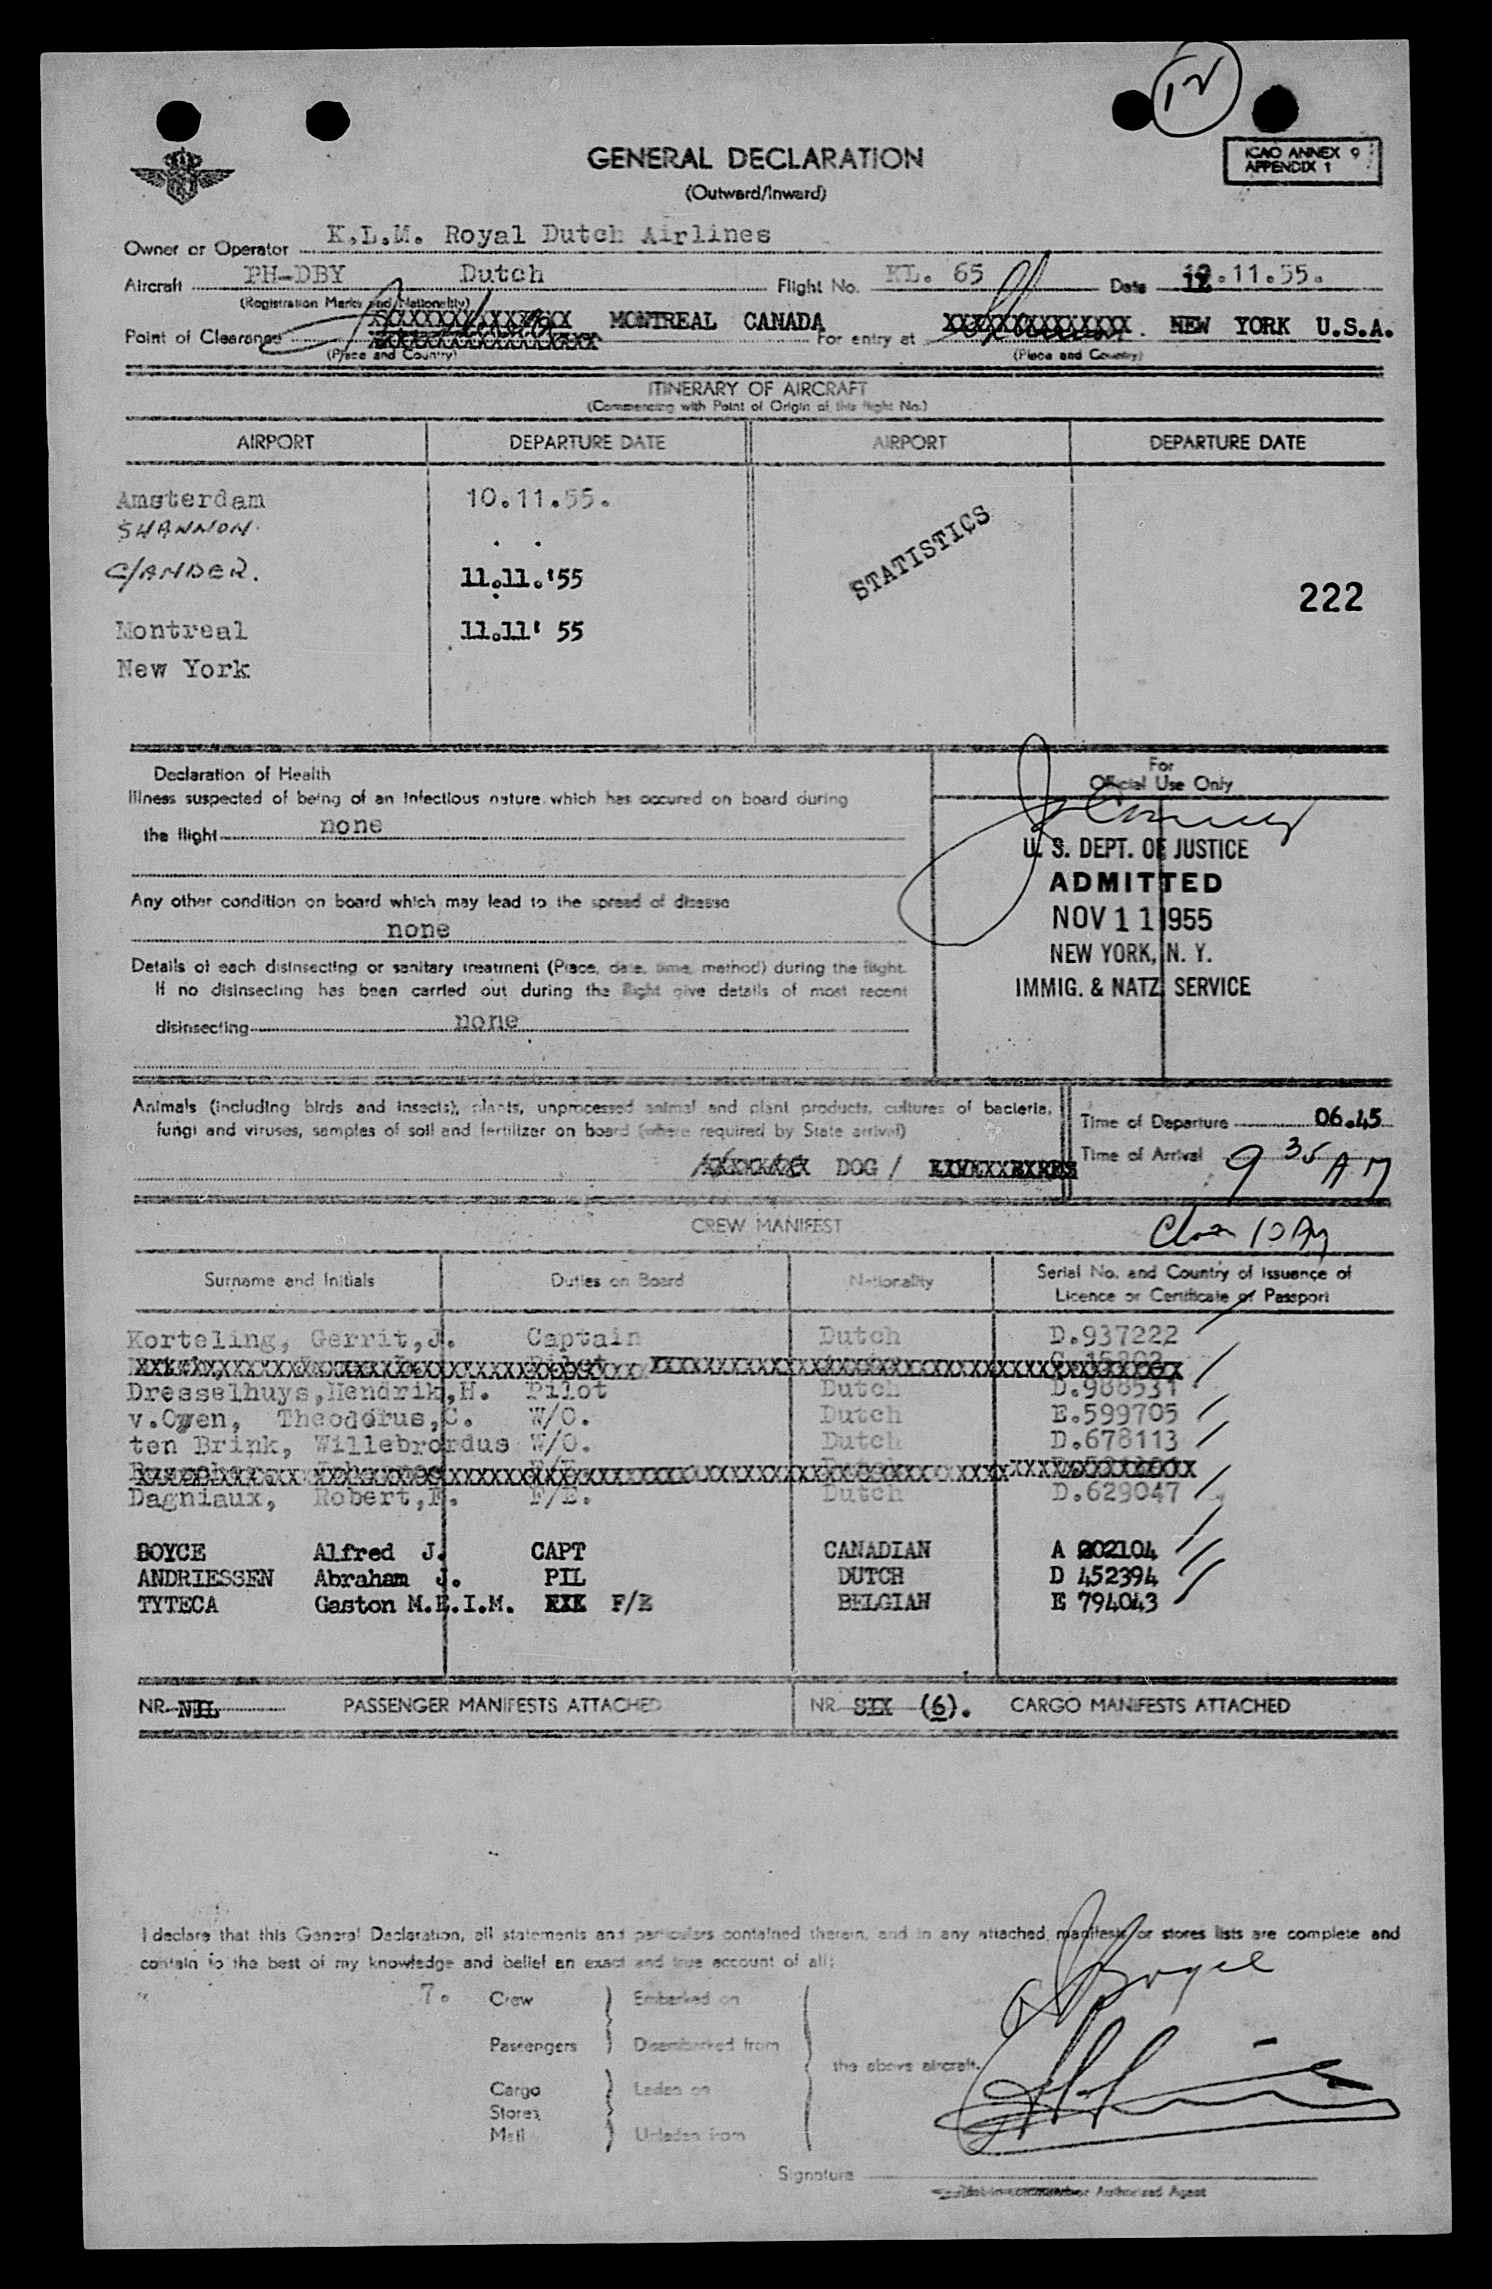 12
GENERAL DECLARATION
(Outward/Inward)
ICAO ANNEX 9
APPENDIX 1
Owner or Operator K.L.M. Royal Dutch Airlines
Aircraft PH-DBY Dutch Flight No. KL. 65 Date .11.55.
(Registration Marks and Nationality)
Point of Clearance MONTREAL CANADA For entry at NEW YORK U.S.A.
(Place and Country) (Place and Country)
ITINERARY OF AIRCRAFT
(Commencing with Point of Origin of this flight No.)
AIRPORT DEPARTURE DATE AIRPORT DEPARTURE DATE
Amsterdam 10.11.55.
SHANNON.
GANDER. 11.11.'55
STATISTICS
222
Montreal 11.11' 55
New York
Declaration of Health
Illness suspected of being of an infectious nature which has occured on board during
the flight none
Any other condition on board which may lead to the spread of disease
none
Details of each disinsecting or sanitary treatment (Place, date, time, method) during the flight.
If no disinsecting has been carried out during the flight give details of most recent
disinsecting none
For
Official Use Only
U. S. DEPT. OF JUSTICE
ADMITTED
NOV 11 1955
NEW YORK, N. Y.
IMMIG. & NATZ. SERVICE
Animals (including birds and insects), plants, unprocessed animal and plant products, cultures of bacteria,
fungi and viruses, samples of soil and fertilizer on board (where required by State arrival)
DOG /
Time of Departure 06.45
Time of Arrival 9 35 AM
CREW MANIFEST
Surname and Initials Duties on Board Nationality Serial No. and Country of Issuance of
Licence or Certificate of Passport
Korteling, Gerrit,J. Captain Dutch D.937222
Dresselhuys,Hendrik,H. Pilot Dutch D.988531
v.Oyen, Theodorus,C. W/O. Dutch E.599705
ten Brink, Willebrordus W/O. Dutch D.678113
Dagniaux, Robert,F. F/E. Dutch D.629047
BOYCE Alfred J. CAPT CANADIAN A 202104
ANDRIESSEN Abraham J. PIL DUTCH D 452394
TYTECA Gaston M.E.I.M. F/E BELGIAN E 794043
NR. NIL PASSENGER MANIFESTS ATTACHED NR. SIX (6). CARGO MANIFESTS ATTACHED
I declare that this General Declaration, all statements and particulars contained therein, and in any attached manifests or stores lists are complete and
contain to the best of my knowledge and belief an exact and true account of all:
7. Crew Embarked on
Passengers Disembarked from
the above aircraft.
Cargo Laden on
Stores
Mail Unladen from
Signature
or Authorized Agent